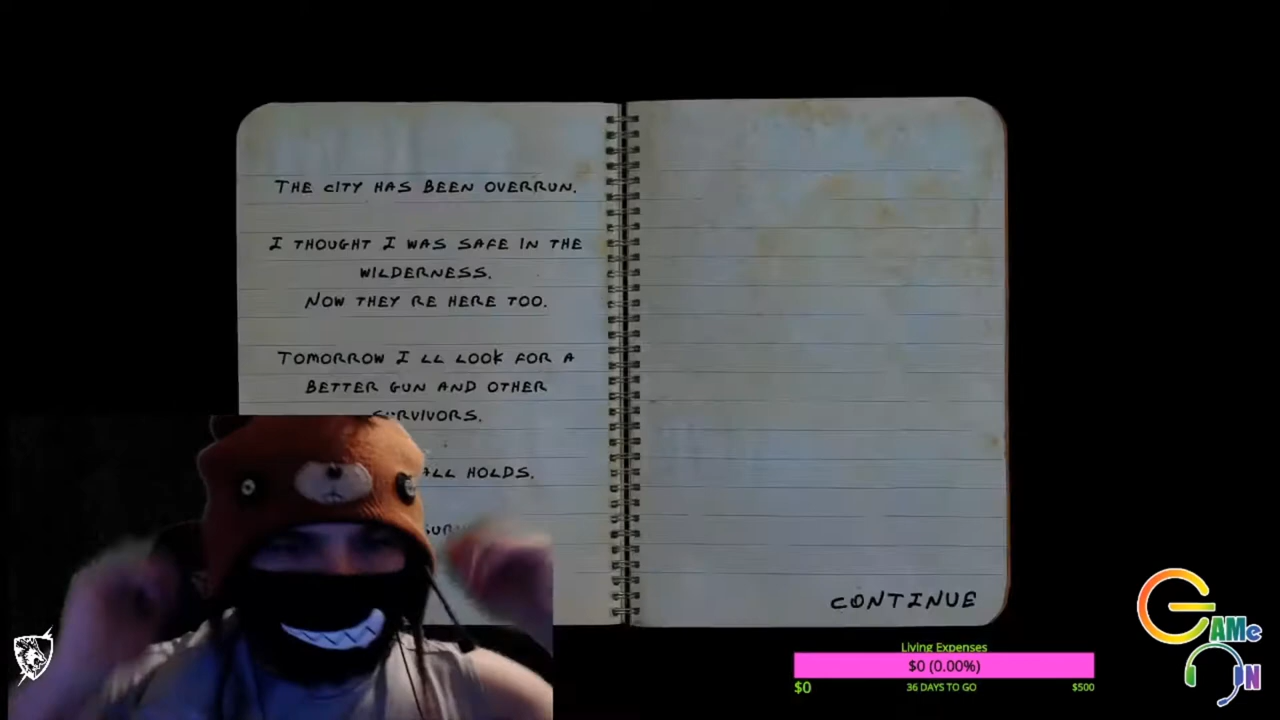 THE CITY HAS BEEN OVERRUN.
I THOUGHT I WAS SAFE IN THE
WILDERNESS.
NOW THEY RE HERE TOO.
TOMORROW I LL LOOK FOR A
BETTER GUN AND OTHER
SURVIVORS.
HOLDS.
CONTINUE
Living Expenses
$0 (0.00%)
$0
36 DAYS TO GO
$500
GAMe
ON